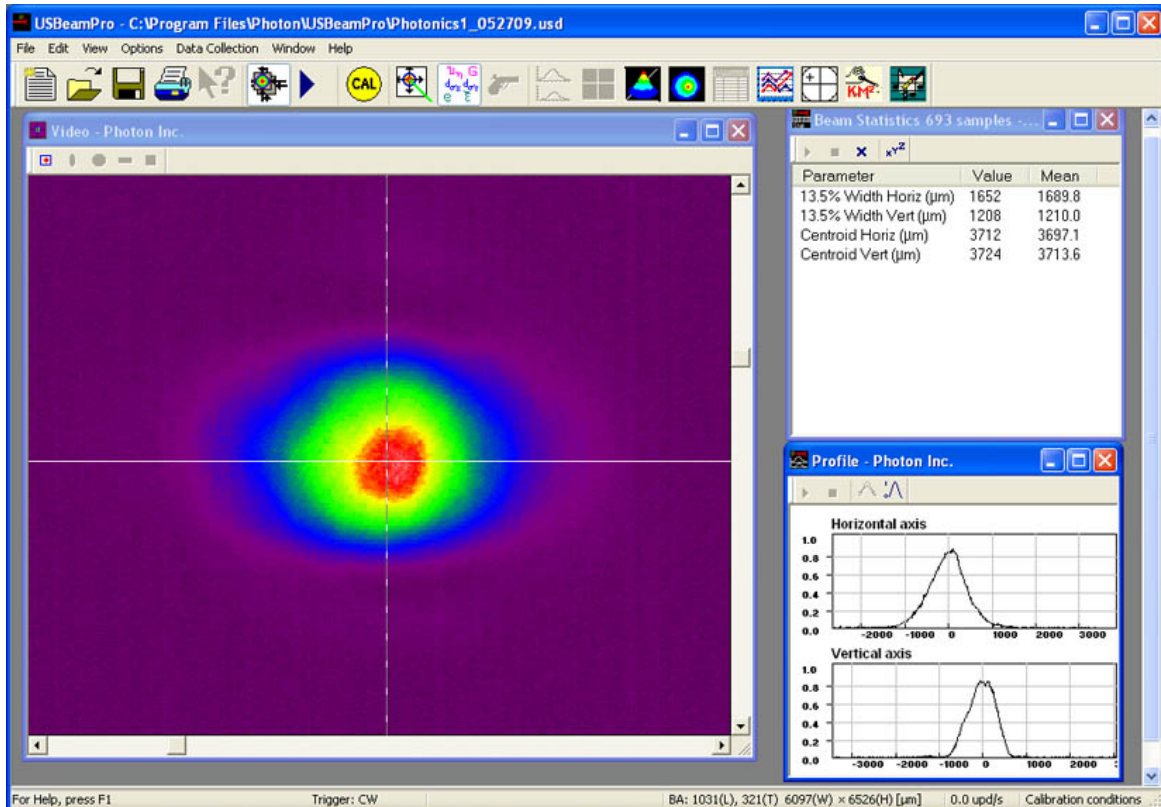 USBeamPro - C:\Program Files\Photon\USBeamPro\Photonics1_052709.usd
File Edit View Options Data Collection Window Help
CAL
KM²
Video - Photon Inc.
Beam Statistics 693 samples -...
Parameter Value Mean
13.5% Width Horiz (µm) 1652 1689.8
13.5% Width Vert (µm) 1208 1210.0
Centroid Horiz (µm) 3712 3697.1
Centroid Vert (µm) 3724 3713.6
Profile - Photon Inc.
Horizontal axis
1.0
0.8
0.6
0.4
0.2
0.0
-2000 -1000 0 1000 2000 3000
Vertical axis
1.0
0.8
0.6
0.4
0.2
0.0
-3000 -2000 -1000 0 1000 2000
For Help, press F1 Trigger: CW BA: 1031(L), 321(T) 6097(W) × 6526(H) [µm] 0.0 upd/s Calibration conditions